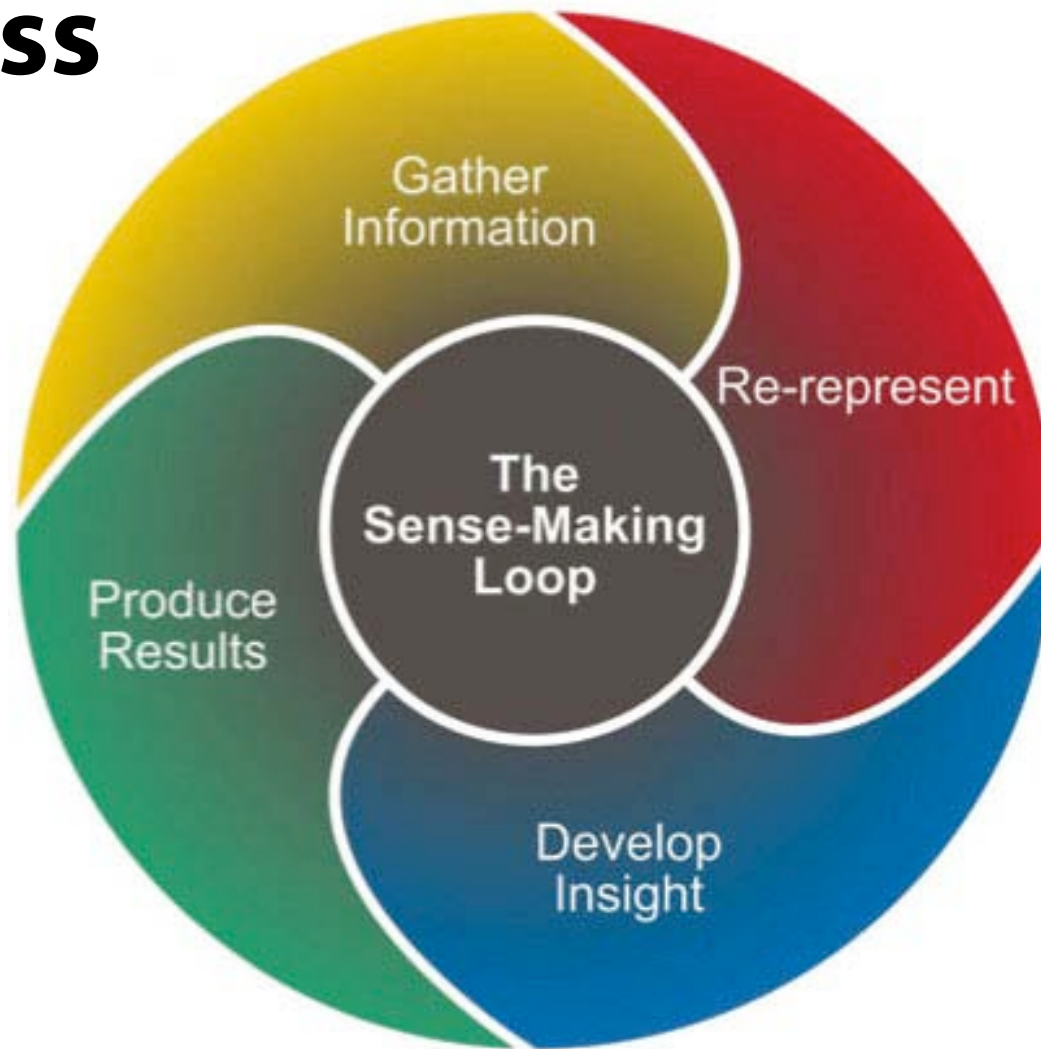 ss
Gather
Information
Re-represent
The
Sense-Making
Loop
Produce
Results
Develop
Insight